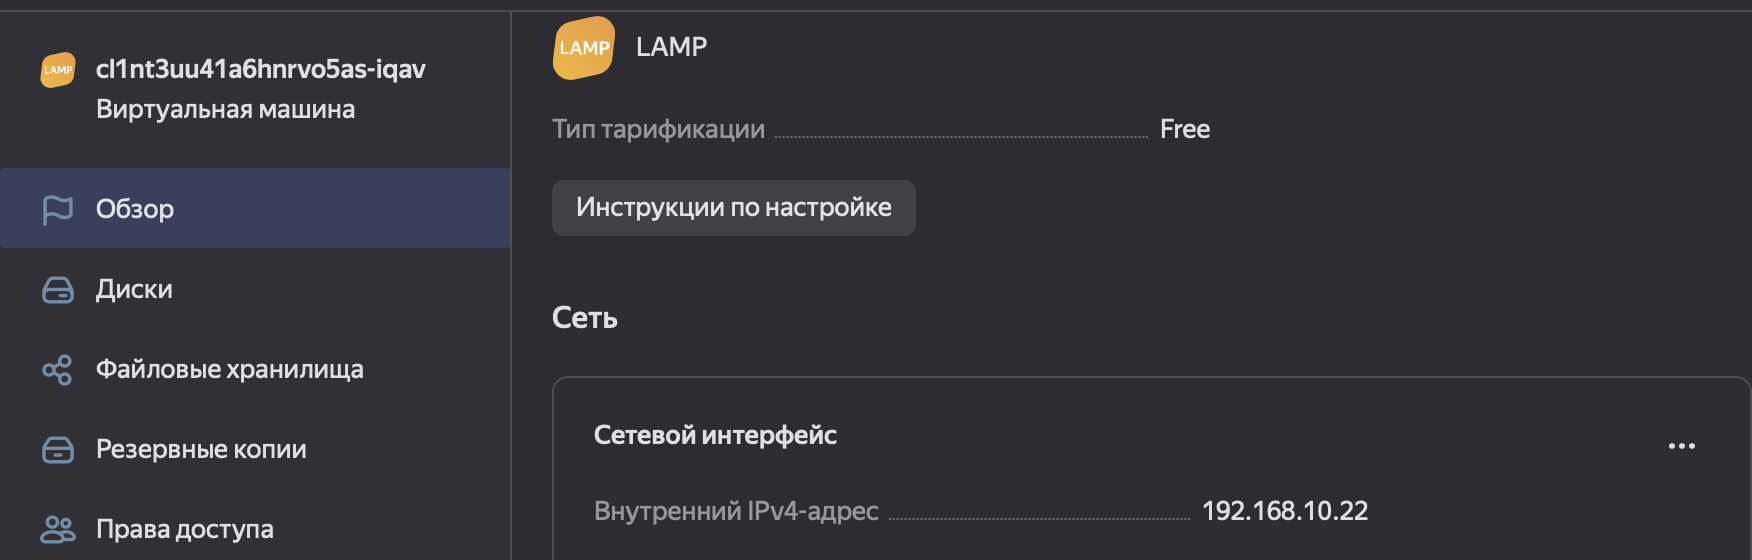 LAMP
cl1nt3uu41a6hnrvo5as-iqav
Виртуальная машина
Обзор
Диски
Файловые хранилища
Резервные копии
Права доступа
LAMP
LAMP
Тип тарификации
Free
Инструкции по настройке
Сеть
Сетевой интерфейс
Внутренний IPv4-адрес
192.168.10.22